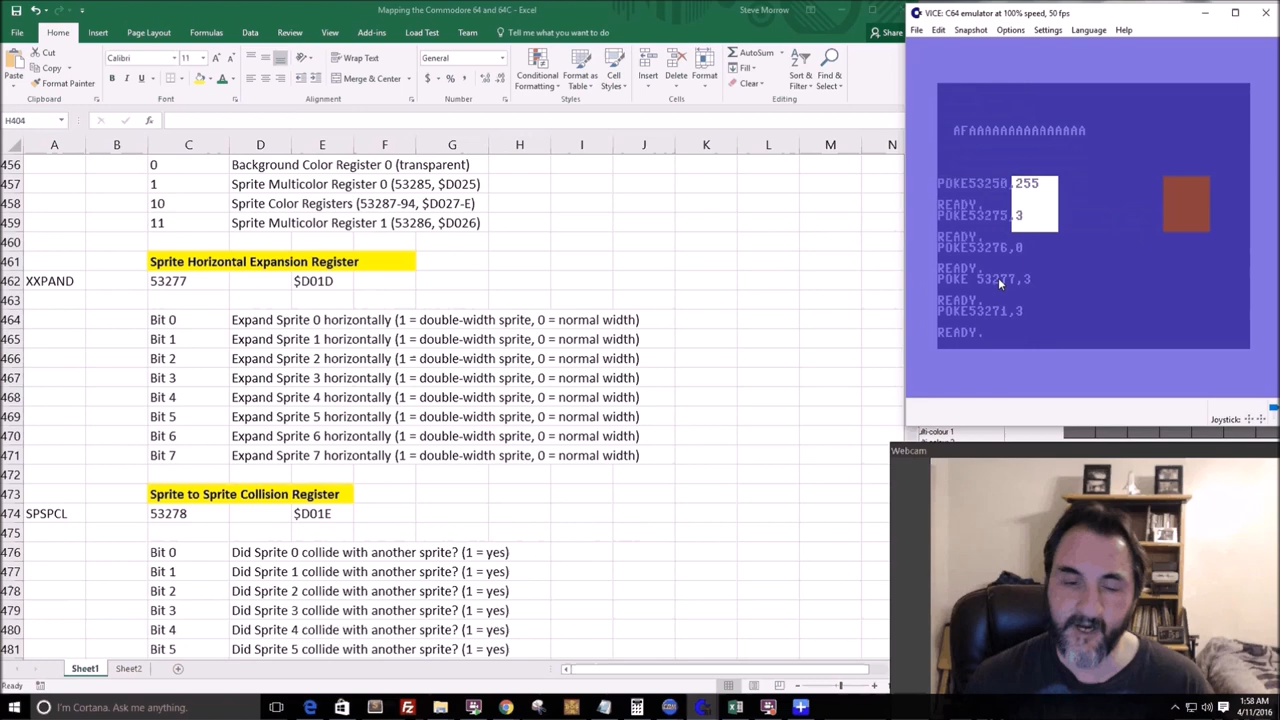 Mapping the Commodore 64 and 64C - Excel
Steve Morrow
File Home Insert Page Layout Formulas Data Review View Add-ins Load Test Team Tell me what you want to do Share
Paste
Cut
Copy
Format Painter
Clipboard
Calibri 11
B I U
Font
Wrap Text
Merge & Center
Alignment
General
$ % ,
Number
Conditional Formatting
Format as Table
Cell Styles
Styles
Insert Delete Format
Cells
AutoSum
Fill
Clear
Sort & Filter
Find & Select
Editing
H404
A B C D E F G H I J K L M N
456 0 Background Color Register 0 (transparent)
457 1 Sprite Multicolor Register 0 (53285, $D025)
458 10 Sprite Color Registers (53287-94, $D027-E)
459 11 Sprite Multicolor Register 1 (53286, $D026)
460
461 Sprite Horizontal Expansion Register
462 XXPAND 53277 $D01D
463
464 Bit 0 Expand Sprite 0 horizontally (1 = double-width sprite, 0 = normal width)
465 Bit 1 Expand Sprite 1 horizontally (1 = double-width sprite, 0 = normal width)
466 Bit 2 Expand Sprite 2 horizontally (1 = double-width sprite, 0 = normal width)
467 Bit 3 Expand Sprite 3 horizontally (1 = double-width sprite, 0 = normal width)
468 Bit 4 Expand Sprite 4 horizontally (1 = double-width sprite, 0 = normal width)
469 Bit 5 Expand Sprite 5 horizontally (1 = double-width sprite, 0 = normal width)
470 Bit 6 Expand Sprite 6 horizontally (1 = double-width sprite, 0 = normal width)
471 Bit 7 Expand Sprite 7 horizontally (1 = double-width sprite, 0 = normal width)
472
473 Sprite to Sprite Collision Register
474 SPSPCL 53278 $D01E
475
476 Bit 0 Did Sprite 0 collide with another sprite? (1 = yes)
477 Bit 1 Did Sprite 1 collide with another sprite? (1 = yes)
478 Bit 2 Did Sprite 2 collide with another sprite? (1 = yes)
479 Bit 3 Did Sprite 3 collide with another sprite? (1 = yes)
480 Bit 4 Did Sprite 4 collide with another sprite? (1 = yes)
481 Bit 5 Did Sprite 5 collide with another sprite? (1 = yes)
Sheet1 Sheet2
Ready
VICE: C64 emulator at 100% speed, 50 fps
File Edit Snapshot Options Settings Language Help
AFAAAAAAAAAAAAAAA
POKE53250,255
READY.
POKE53275,3
READY.
POKE53276,0
READY.
POKE 53277,3
READY.
POKE53271,3
READY.
Joystick:
ulti-colour 1
Webcam
I'm Cortana. Ask me anything.
1:58 AM
4/11/2016